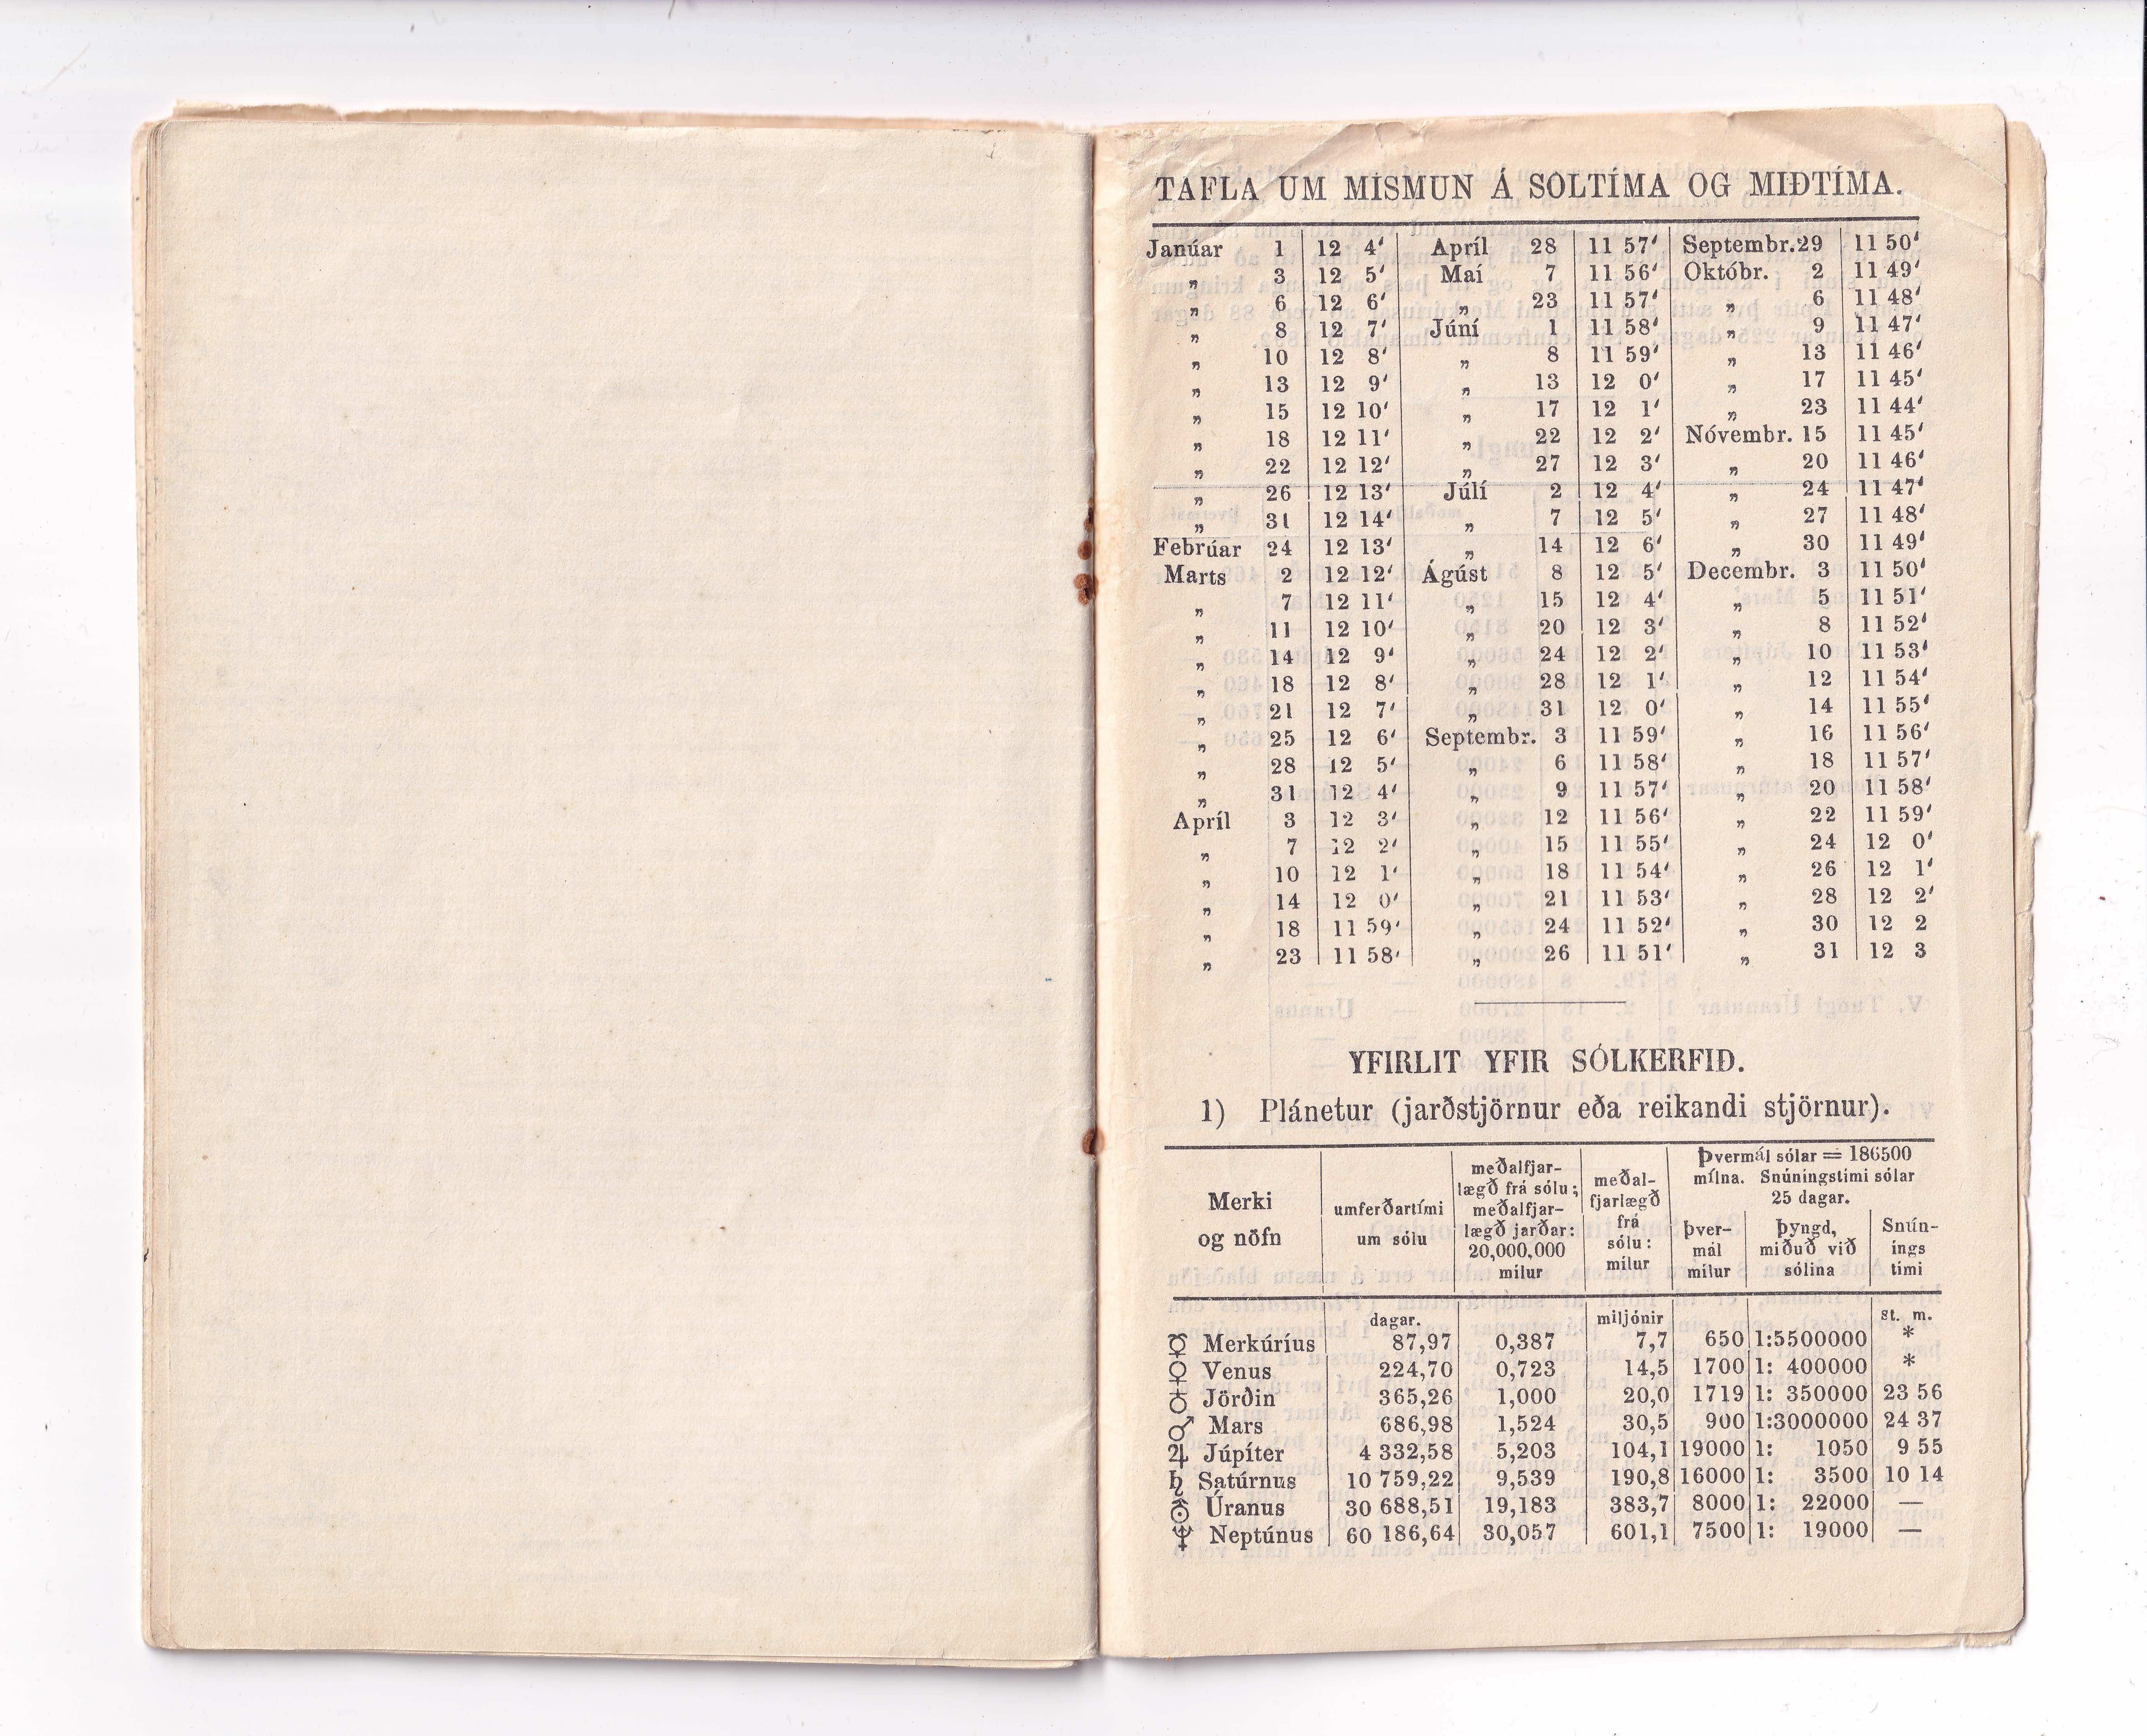 TAFLA UM MISMUN Á SOLTÍMA OG MIÐTÍMA.
Janúar 1 12 4′ Apríl 28 11 57′ Septembr. 29 11 50′
„ 3 12 5′ Maí 7 11 56′ Októbr. 2 11 49′
„ 6 12 6′ „ 23 11 57′ „ 6 11 48′
„ 8 12 7′ Júní 1 11 58′ „ 9 11 47′
„ 10 12 8′ „ 8 11 59′ „ 13 11 46′
„ 13 12 9′ „ 13 12 0′ „ 17 11 45′
„ 15 12 10′ „ 17 12 1′ „ 23 11 44′
„ 18 12 11′ „ 22 12 2′ Nóvembr. 15 11 45′
„ 22 12 12′ „ 27 12 3′ „ 20 11 46′
„ 26 12 13′ Júlí 2 12 4′ „ 24 11 47′
„ 31 12 14′ „ 7 12 5′ „ 27 11 48′
Febrúar 24 12 13′ „ 14 12 6′ „ 30 11 49′
Marts 2 12 12′ Ágúst 8 12 5′ Decembr. 3 11 50′
„ 7 12 11′ „ 15 12 4′ „ 5 11 51′
„ 11 12 10′ „ 20 12 3′ „ 8 11 52′
„ 14 12 9′ „ 24 12 2′ „ 10 11 53′
„ 18 12 8′ „ 28 12 1′ „ 12 11 54′
„ 21 12 7′ „ 31 12 0′ „ 14 11 55′
„ 25 12 6′ Septembr. 3 11 59′ „ 16 11 56′
„ 28 12 5′ „ 6 11 58′ „ 18 11 57′
„ 31 12 4′ „ 9 11 57′ „ 20 11 58′
Apríl 3 12 3′ „ 12 11 56′ „ 22 11 59′
„ 7 12 2′ „ 15 11 55′ „ 24 12 0′
„ 10 12 1′ „ 18 11 54′ „ 26 12 1′
„ 14 12 0′ „ 21 11 53′ „ 28 12 2′
„ 18 11 59′ „ 24 11 52′ „ 30 12 2
„ 23 11 58′ „ 26 11 51′ „ 31 12 3
YFIRLIT YFIR SÓLKERFIÐ.
1) Plánetur (jarðstjörnur eða reikandi stjörnur).
Merki
og nöfn
umferðartími
um sólu
meðalfjar-
lægð frá sólu;
meðalfjar-
lægð jarðar:
20,000,000
mílur
meðal-
fjarlægð
frá
sólu:
mílur
Þvermál sólar = 186500
mílna. Snúningstími sólar
25 dagar.
þver-
mál
mílur
þyngd,
miðuð við
sólina
Snún-
íngs
tími
dagar. miljónir st. m.
☿ Merkúríus 87,97 0,387 7,7 650 1:5500000 *
♀ Venus 224,70 0,723 14,5 1700 1: 400000 *
♁ Jörðin 365,26 1,000 20,0 1719 1: 350000 23 56
♂ Mars 686,98 1,524 30,5 900 1:3000000 24 37
♃ Júpíter 4 332,58 5,203 104,1 19000 1: 1050 9 55
♄ Satúrnus 10 759,22 9,539 190,8 16000 1: 3500 10 14
⛢ Úranus 30 688,51 19,183 383,7 8000 1: 22000 —
♆ Neptúnus 60 186,64 30,057 601,1 7500 1: 19000 —